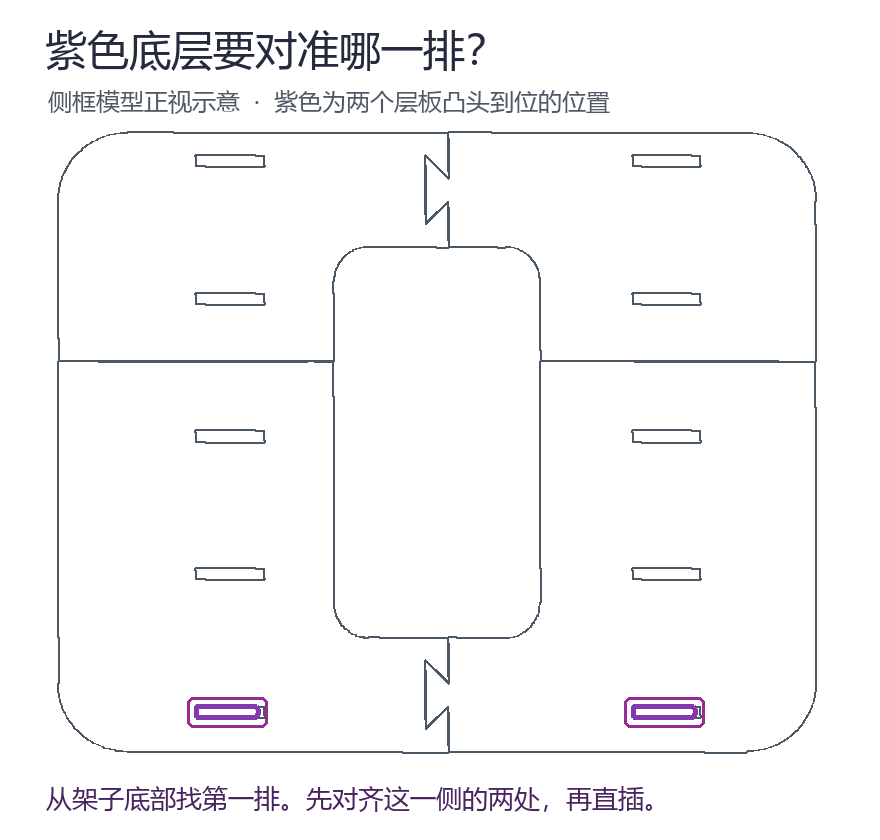 紫色底层要对准哪一排？
侧框模型正视示意 · 紫色为两个层板凸头到位的位置
从架子底部找第一排。先对齐这一侧的两处，再直插。